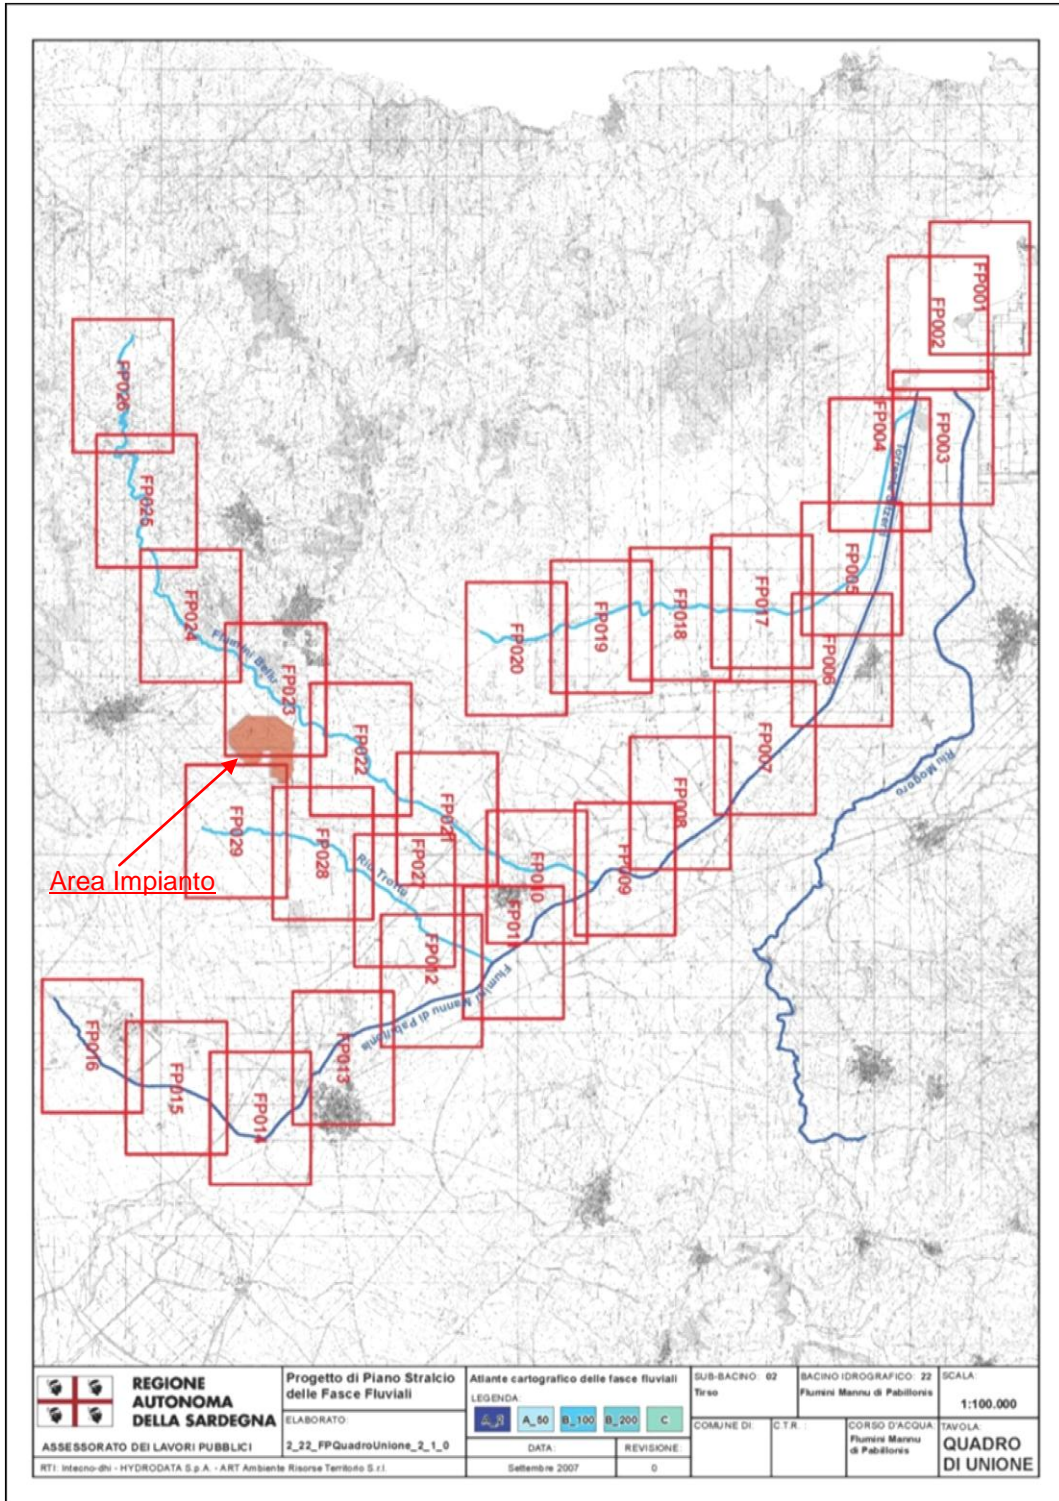 FP001
FP002
FP003
FP004
FP005
FP006
FP007
FP008
FP009
FP010
FP011
FP012
FP013
FP014
FP015
FP016
FP017
FP018
FP019
FP020
FP021
FP022
FP023
FP024
FP025
FP026
FP027
FP028
FP029
Riu Mogoro
Flumini Bellu
Flumini Mannu di Pabillonis
Area Impianto
REGIONE
AUTONOMA
DELLA SARDEGNA
ASSESSORATO DEI LAVORI PUBBLICI
Progetto di Piano Stralcio
delle Fasce Fluviali
ELABORATO:
2_22_FPQuadroUnione_2_1_0
Atlante cartografico delle fasce fluviali
LEGENDA:
A_2 A_50 B_100 B_200 C
DATA: REVISIONE:
Settembre 2007 0
SUB-BACINO: 02
Tirso
BACINO IDROGRAFICO: 22
Flumini Mannu di Pabillonis
SCALA:
1:100.000
COMUNE DI:
C.T.R. :
CORSO D'ACQUA:
Flumini Mannu
di Pabillonis
TAVOLA:
QUADRO
DI UNIONE
RTI: Intecno-dhi - HYDRODATA S.p.A. - ART Ambiente Risorse Territorio S.r.l.